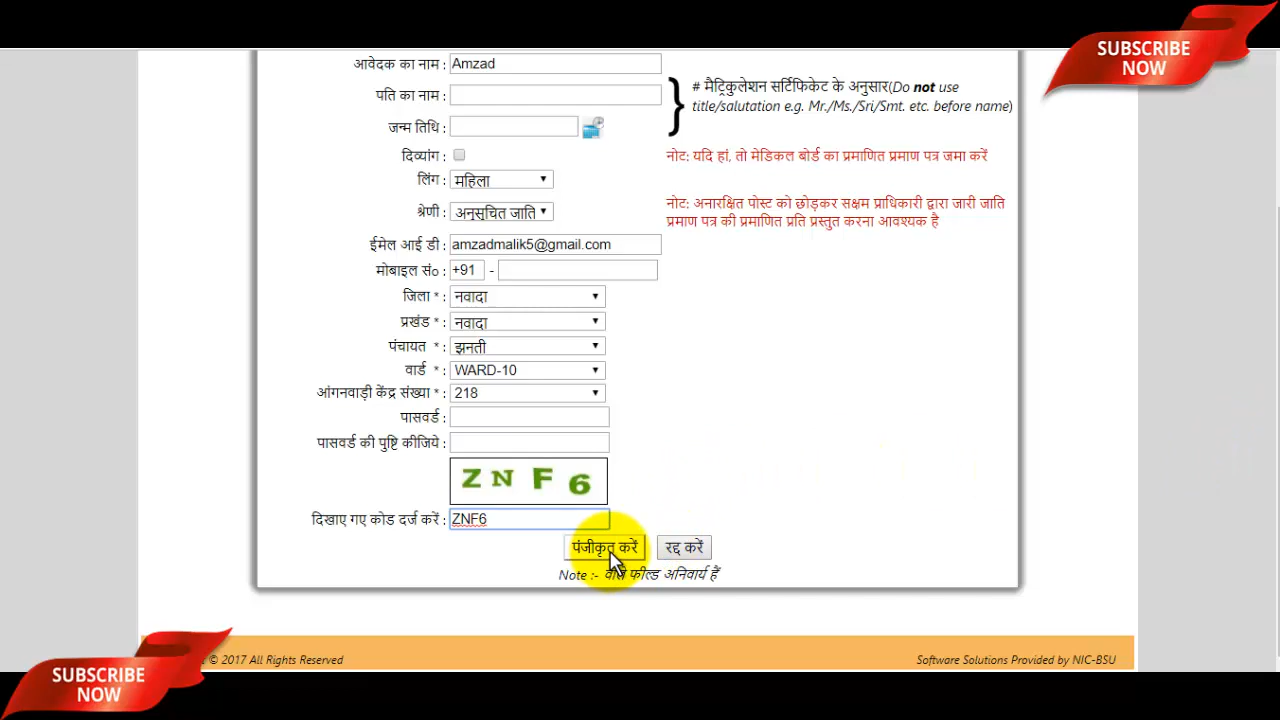 SUBSCRIBE
NOW
आवेदक का नाम : Amzad
पति का नाम :
# मैट्रिकुलेशन सर्टिफिकेट के अनुसार(Do not use
title/salutation e.g. Mr./Ms./Sri/Smt. etc. before name)
जन्म तिथि :
दिव्यांग :
नोट: यदि हां, तो मेडिकल बोर्ड का प्रमाणित प्रमाण पत्र जमा करें
लिंग : महिला
श्रेणी : अनुसूचित जाति
नोट: अनारक्षित पोस्ट को छोड़कर सक्षम प्राधिकारी द्वारा जारी जाति
प्रमाण पत्र की प्रमाणित प्रति प्रस्तुत करना आवश्यक है
ईमेल आई डी : amzadmalik5@gmail.com
मोबाइल सं० : +91 -
जिला * : नवादा
प्रखंड * : नवादा
पंचायत * : झनती
वार्ड * : WARD-10
आंगनवाड़ी केंद्र संख्या * : 218
पासवर्ड :
पासवर्ड की पुष्टि कीजिये :
Z N F 6
दिखाए गए कोड दर्ज करें : ZNF6
पंजीकृत करें रद्द करें
Note :- वाले फील्ड अनिवार्य हैं
© 2017 All Rights Reserved
Software Solutions Provided by NIC-BSU
SUBSCRIBE
NOW